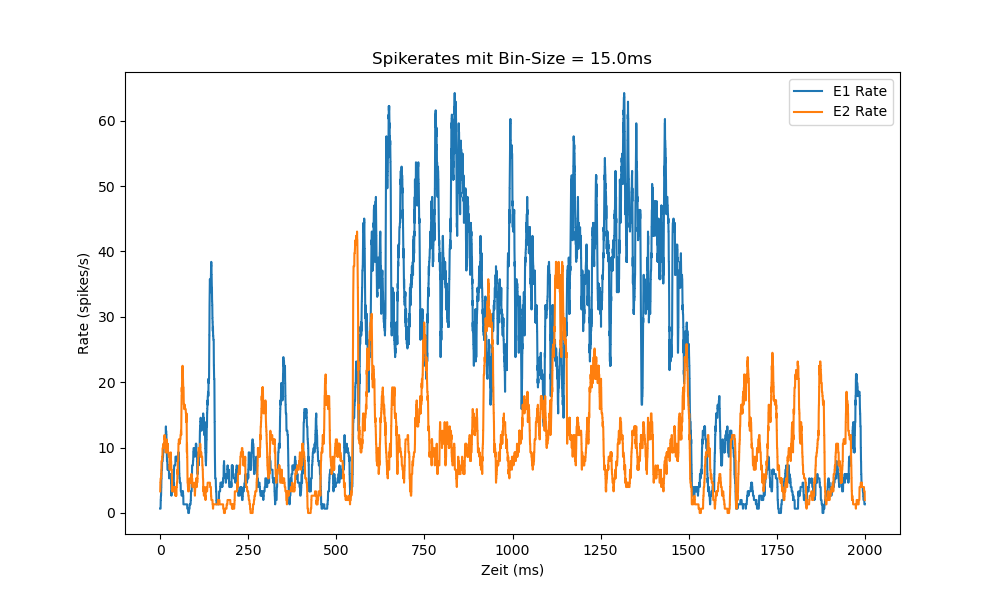 Spikerates mit Bin-Size = 15.0ms
E1 Rate
E2 Rate
Rate (spikes/s)
60
50
40
30
20
10
0
0 250 500 750 1000 1250 1500 1750 2000
Zeit (ms)